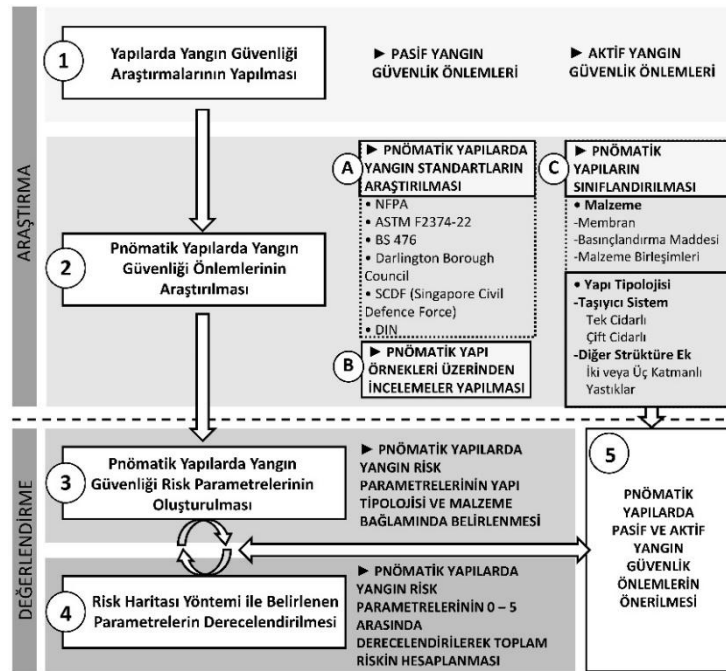 ARAŞTIRMA
1
Yapılarda Yangın Güvenliği
Araştırmalarının Yapılması
► PASİF YANGIN
GÜVENLİK ÖNLEMLERİ
► AKTİF YANGIN
GÜVENLİK ÖNLEMLERİ
2
Pnömatik Yapılarda Yangın
Güvenliği Önlemlerinin
Araştırılması
A
► PNÖMATİK YAPILARDA
YANGIN STANDARTLARIN
ARAŞTIRILMASI
• NFPA
• ASTM F2374-22
• BS 476
• Darlington Borough
Council
• SCDF (Singapore Civil
Defence Force)
• DIN
B
► PNÖMATİK YAPI
ÖRNEKLERİ ÜZERİNDEN
İNCELEMELER YAPILMASI
C
► PNÖMATİK
YAPILARIN
SINIFLANDIRILMASI
• Malzeme
-Membran
-Basınçlandırma Maddesi
-Malzeme Birleşimleri
• Yapı Tipolojisi
-Taşıyıcı Sistem
Tek Cidarlı
Çift Cidarlı
-Diğer Strüktüre Ek
İki veya Üç Katmanlı
Yastıklar
DEĞERLENDİRME
3
Pnömatik Yapılarda Yangın
Güvenliği Risk Parametrelerinin
Oluşturulması
► PNÖMATİK YAPILARDA
YANGIN RİSK
PARAMETRELERİNİN YAPI
TİPOLOJİSİ VE MALZEME
BAĞLAMINDA BELİRLENMESİ
4
Risk Haritası Yöntemi ile Belirlenen
Parametrelerin Derecelendirilmesi
► PNÖMATİK YAPILARDA
YANGIN RİSK
PARAMETRELERİNİN 0 – 5
ARASINDA
DERECELENDİRİLEREK TOPLAM
RİSKİN HESAPLANMASI
5
PNÖMATİK
YAPILARDA
PASİF VE AKTİF
YANGIN
GÜVENLİK
ÖNLEMLERİN
ÖNERİLMESİ